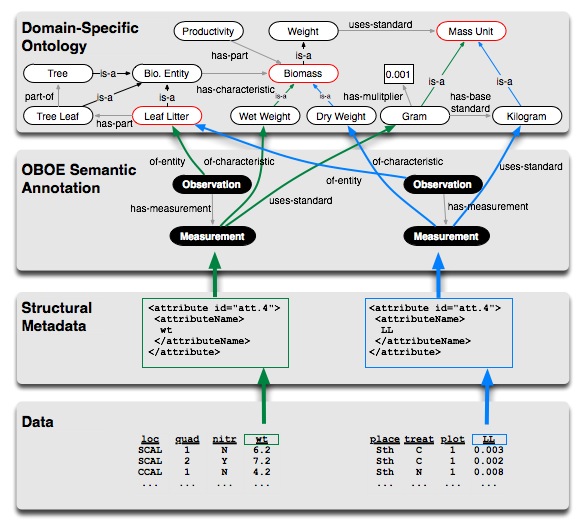 Domain-Specific
Ontology
Productivity
Weight
uses-standard
Mass Unit
has-part
is-a
Tree
is-a
Bio. Entity
Biomass
0.001
has-characteristic
is-a
is-a
part-of
is-a
is-a
is-a
is-a
has-mulitplier
has-base
standard
Tree Leaf
has-part
Leaf Litter
Wet Weight
Dry Weight
Gram
Kilogram
OBOE Semantic
Annotation
of-entity
of-characteristic
of-characteristic
of-entity
uses-standard
Observation
Observation
uses-standard
has-measurement
has-measurement
Measurement
Measurement
Structural
Metadata
<attribute id="att.4">
<attributeName>
wt
</attributeName>
</attribute>
<attribute id="att.4">
<attributeName>
LL
</attributeName>
</attribute>
Data
loc quad nitr wt
SCAL 1 N 6.2
SCAL 2 Y 7.2
CCAL 1 N 4.2
... ... ... ...
place treat plot LL
Sth C 1 0.003
Sth C 1 0.002
Sth N 1 0.008
... ... ... ...